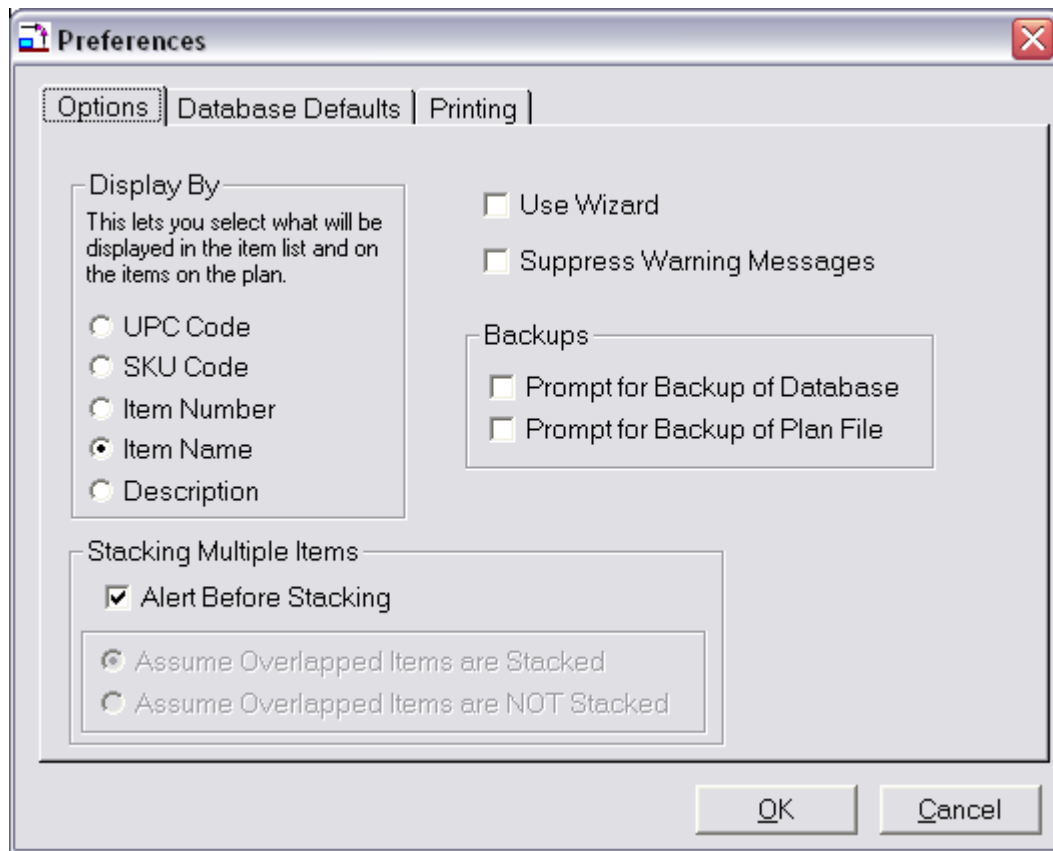 Preferences
Options
Database Defaults
Printing
Display By
This lets you select what will be
displayed in the item list and on
the items on the plan.
UPC Code
SKU Code
Item Number
Item Name
Description
Use Wizard
Suppress Warning Messages
Backups
Prompt for Backup of Database
Prompt for Backup of Plan File
Stacking Multiple Items
Alert Before Stacking
Assume Overlapped Items are Stacked
Assume Overlapped Items are NOT Stacked
OK
Cancel